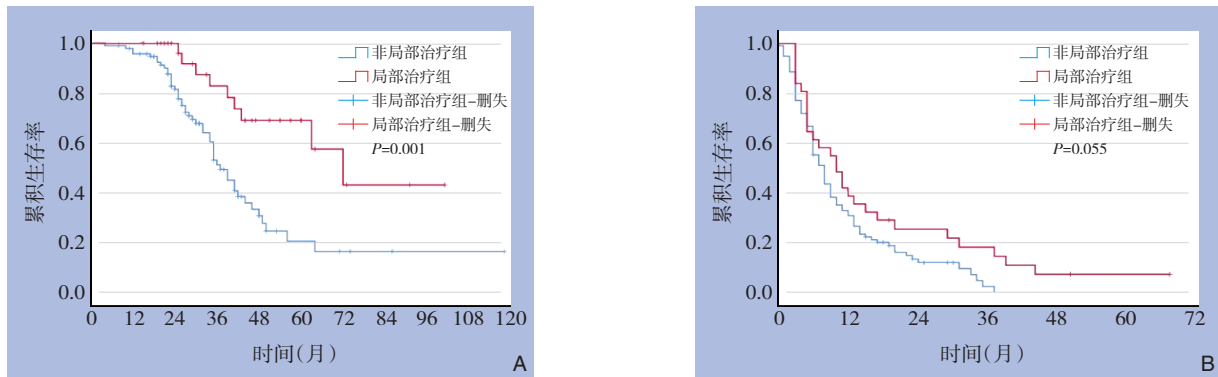 1.0
0.8
0.6
0.4
0.2
0.0
累积生存率
非局部治疗组
局部治疗组
非局部治疗组-删失
局部治疗组-删失
P=0.001
0 12 24 36 48 60 72 84 96 108 120
时间(月)
A
1.0
0.8
0.6
0.4
0.2
0.0
累积生存率
非局部治疗组
局部治疗组
非局部治疗组-删失
局部治疗组-删失
P=0.055
0 12 24 36 48 60 72
时间(月)
B